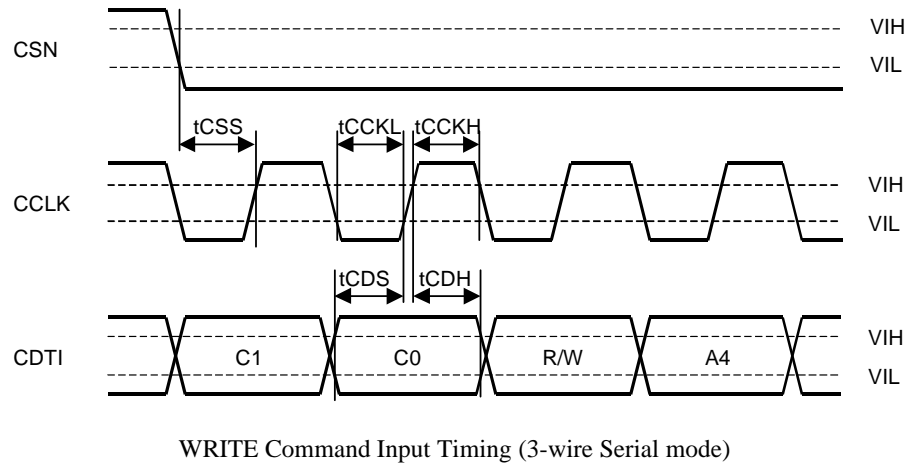 CSN
VIH
VIL
tCSS
tCCKL
tCCKH
CCLK
VIH
VIL
tCDS
tCDH
CDTI
C1
C0
R/W
A4
VIH
VIL
WRITE Command Input Timing (3-wire Serial mode)